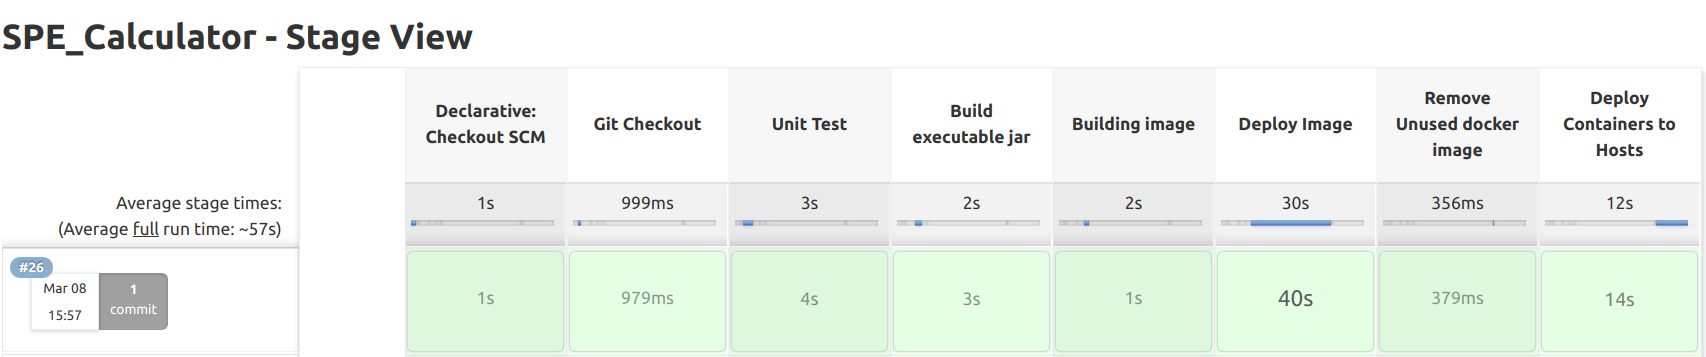 SPE_Calculator - Stage View
Declarative:
Checkout SCM
Git Checkout
Unit Test
Build
executable jar
Building image
Deploy Image
Remove
Unused docker
image
Deploy
Containers to
Hosts
Average stage times:
(Average full run time: ~57s)
1s
999ms
3s
2s
2s
30s
356ms
12s
#26
Mar 08
15:57
1
commit
1s
979ms
4s
3s
1s
40s
379ms
14s